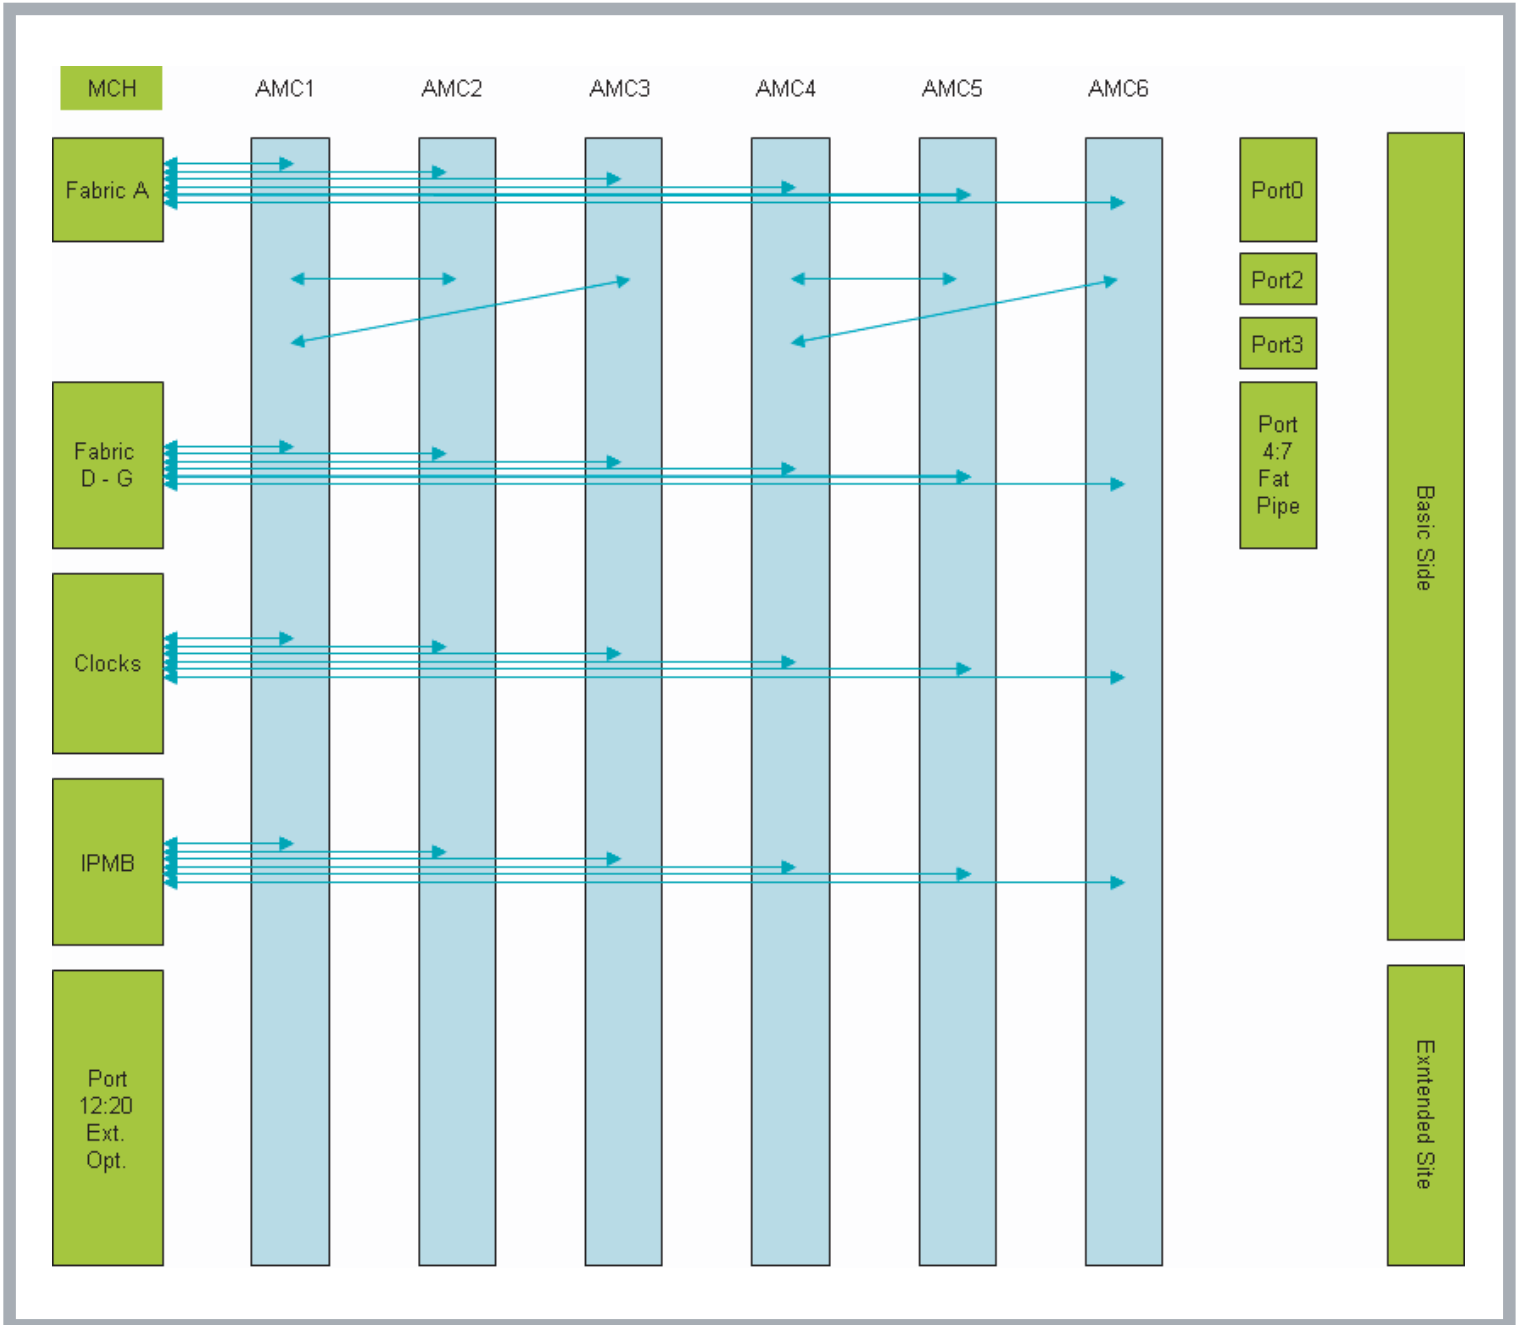 MCH
AMC1
AMC2
AMC3
AMC4
AMC5
AMC6
Fabric A
Port0
Port2
Port3
Fabric
D - G
Port
4:7
Fat
Pipe
Basic Side
Clocks
IPMB
Port
12:20
Ext.
Opt.
Exntended Site